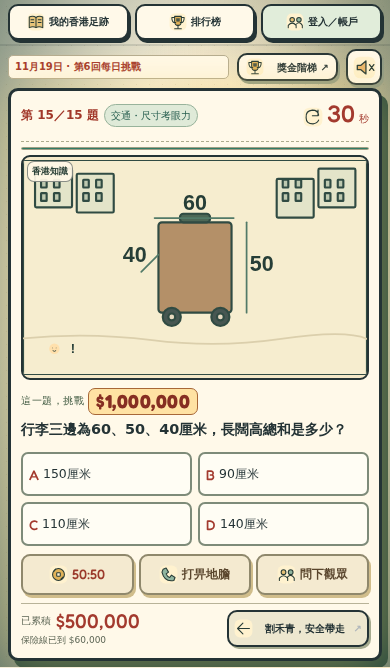 我的香港足跡
排行榜
登入／帳戶
11月19日 · 第6回每日挑戰
獎金階梯 ↗
第 15／15 題
交通・尺寸考眼力
30 秒
香港知識
60
40
50
!
這一題，挑戰 $1,000,000
行李三邊為60、50、40厘米，長闊高總和是多少？
A 150厘米
B 90厘米
C 110厘米
D 140厘米
50:50
打畀地膽
問下觀眾
已累積 $500,000
保險線已到 $60,000
割禾青，安全帶走 ↗